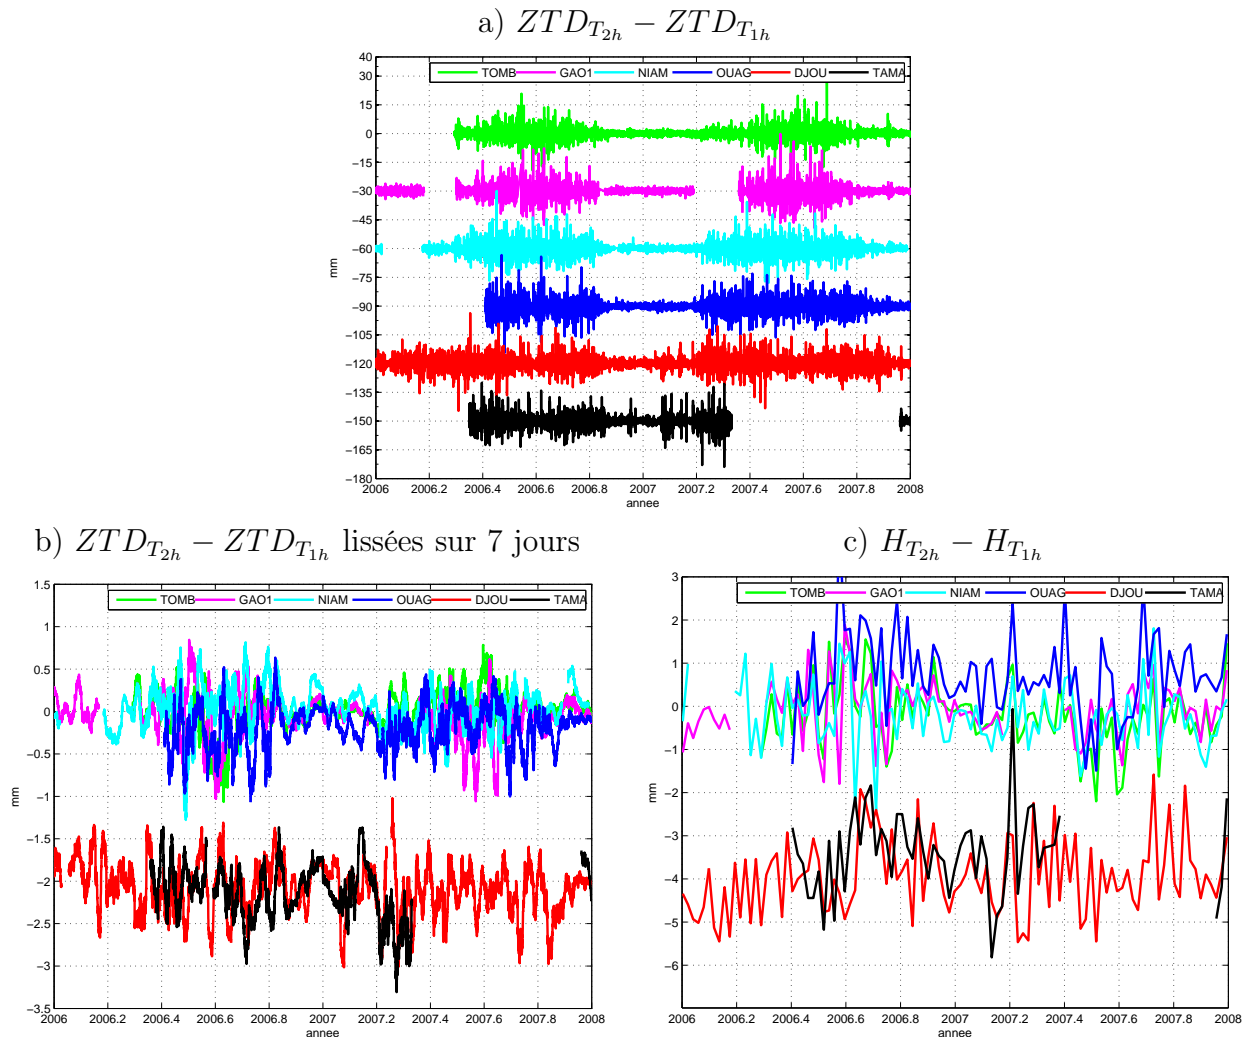 a) ZTD_{T_{2h}} − ZTD_{T_{1h}}
40
30
15
0
−15
−30
−45
−60
−75
−90
−105
−120
−135
−150
−165
−180
mm
TOMB GAO1 NIAM OUAG DJOU TAMA
2006 2006.2 2006.4 2006.6 2006.8 2007 2007.2 2007.4 2007.6 2007.8 2008
annee
b) ZTD_{T_{2h}} − ZTD_{T_{1h}} lissées sur 7 jours
1.5
1
0.5
0
−0.5
−1
−1.5
−2
−2.5
−3
−3.5
mm
TOMB GAO1 NIAM OUAG DJOU TAMA
2006 2006.2 2006.4 2006.6 2006.8 2007 2007.2 2007.4 2007.6 2007.8 2008
annee
c) H_{T_{2h}} − H_{T_{1h}}
3
2
1
0
−1
−2
−3
−4
−5
−6
mm
TOMB GAO1 NIAM OUAG DJOU TAMA
2006 2006.2 2006.4 2006.6 2006.8 2007 2007.2 2007.4 2007.6 2007.8 2008
annee